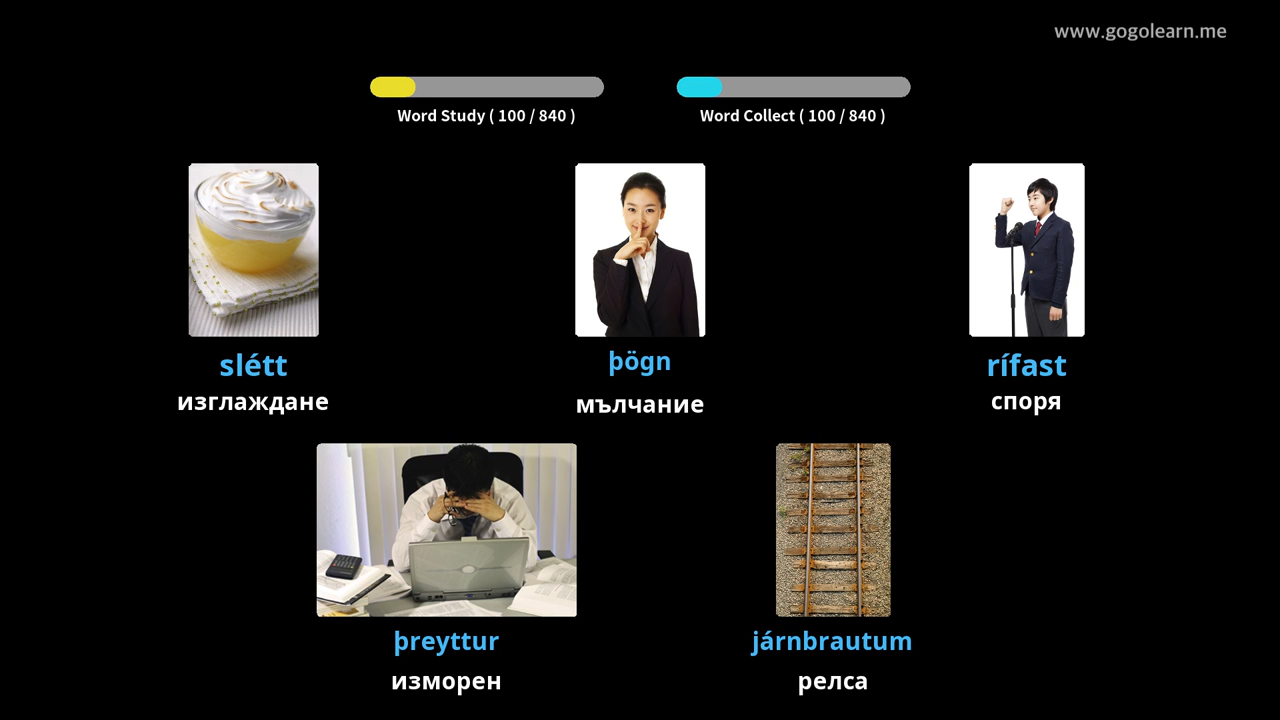 www.gogolearn.me
Word Study ( 100 / 840 )
Word Collect ( 100 / 840 )
slétt
изглаждане
þögn
мълчание
rífast
споря
þreyttur
изморен
járnbrautum
релса